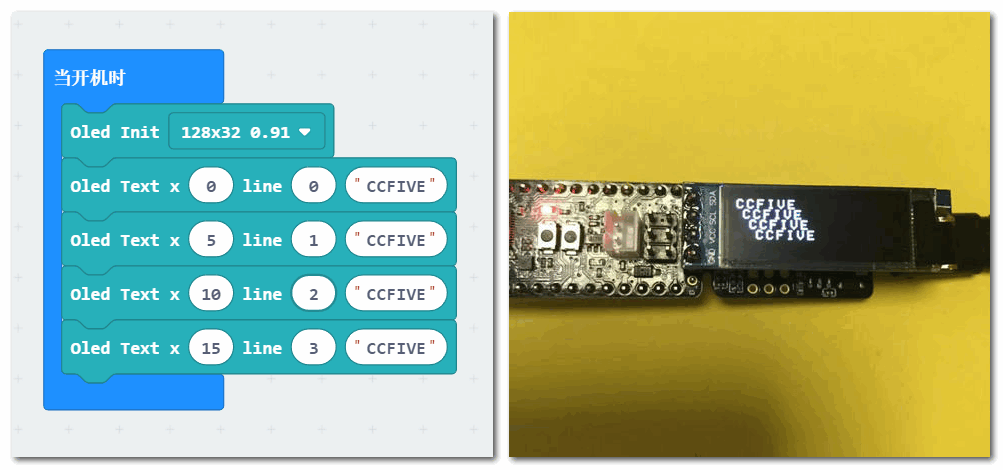 当开机时
Oled Init 128x32 0.91
Oled Text x 0 line 0 "CCFIVE"
Oled Text x 5 line 1 "CCFIVE"
Oled Text x 10 line 2 "CCFIVE"
Oled Text x 15 line 3 "CCFIVE"
CCFIVE
CCFIVE
CCFIVE
CCFIVE
GND VCC SCL SDA